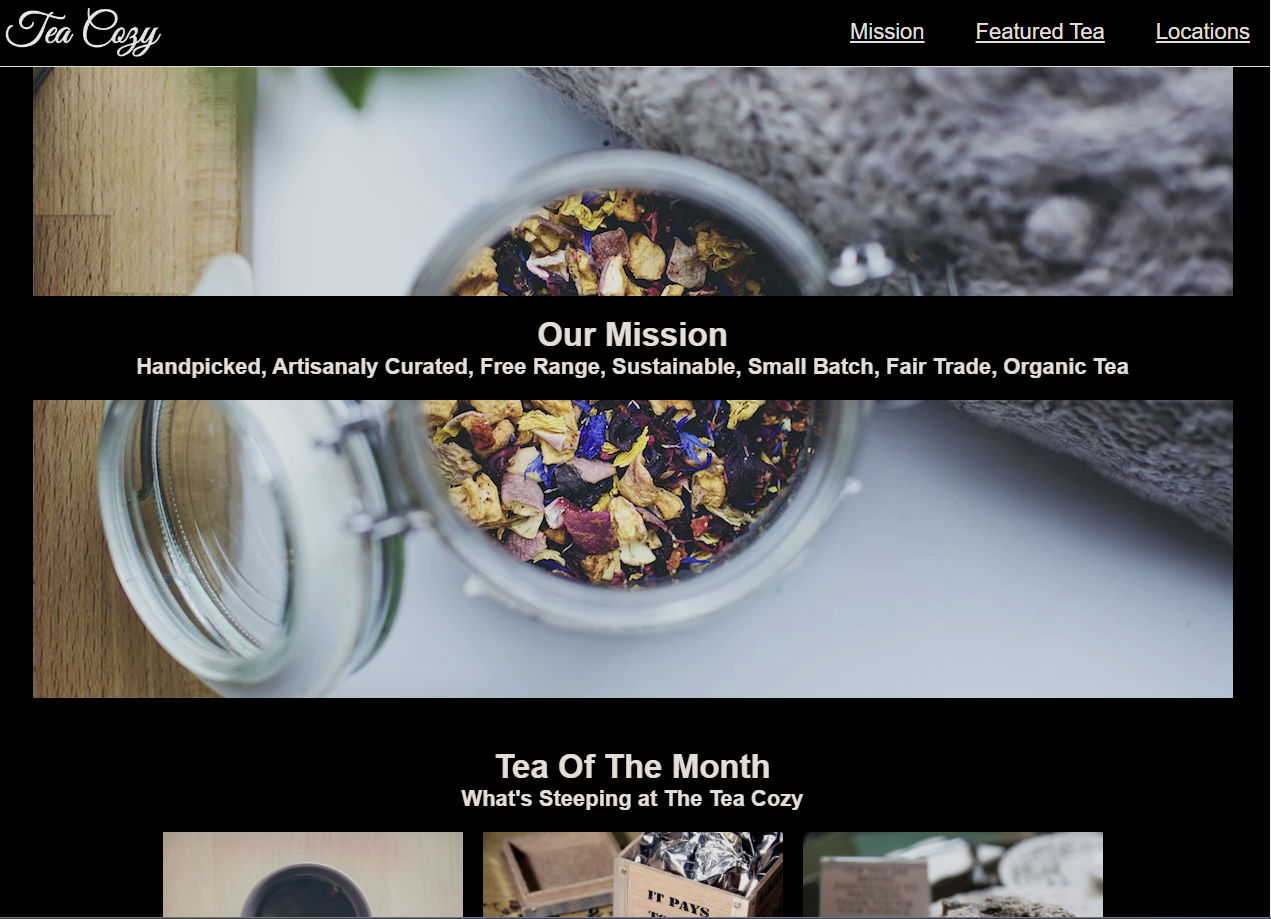 Tea Cozy
Mission
Featured Tea
Locations
Our Mission
Handpicked, Artisanaly Curated, Free Range, Sustainable, Small Batch, Fair Trade, Organic Tea
Tea Of The Month
What's Steeping at The Tea Cozy
IT PAYS